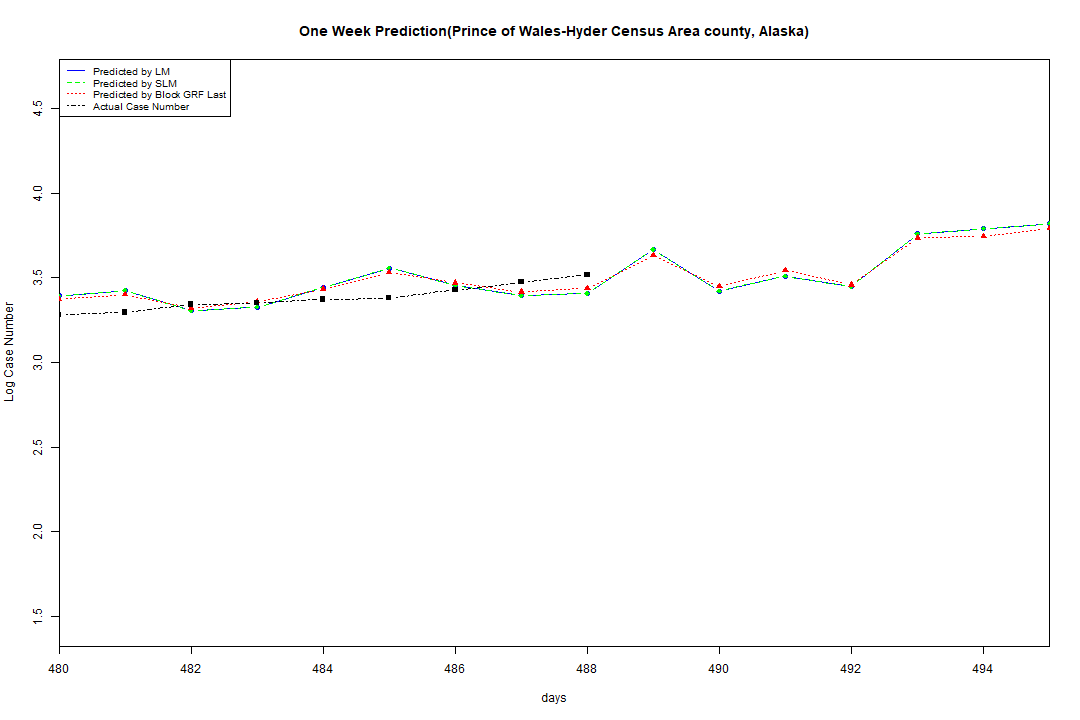 One Week Prediction(Prince of Wales-Hyder Census Area county, Alaska)
Predicted by LM
Predicted by SLM
Predicted by Block GRF Last
Actual Case Number
4.5
4.0
3.5
3.0
2.5
2.0
1.5
Log Case Number
480 482 484 486 488 490 492 494
days